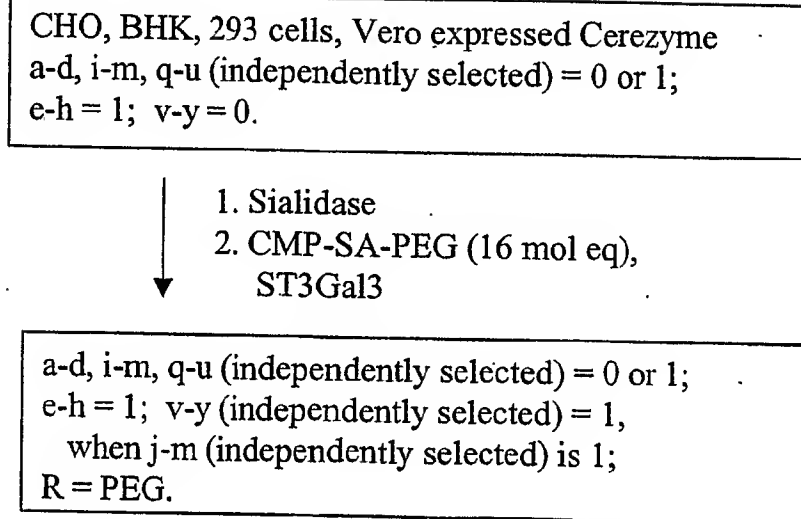 CHO, BHK, 293 cells, Vero expressed Cerezyme
a-d, i-m, q-u (independently selected) = 0 or 1;
e-h = 1; v-y = 0.
1. Sialidase
2. CMP-SA-PEG (16 mol eq),
ST3Gal3
a-d, i-m, q-u (independently selected) = 0 or 1;
e-h = 1; v-y (independently selected) = 1,
when j-m (independently selected) is 1;
R = PEG.